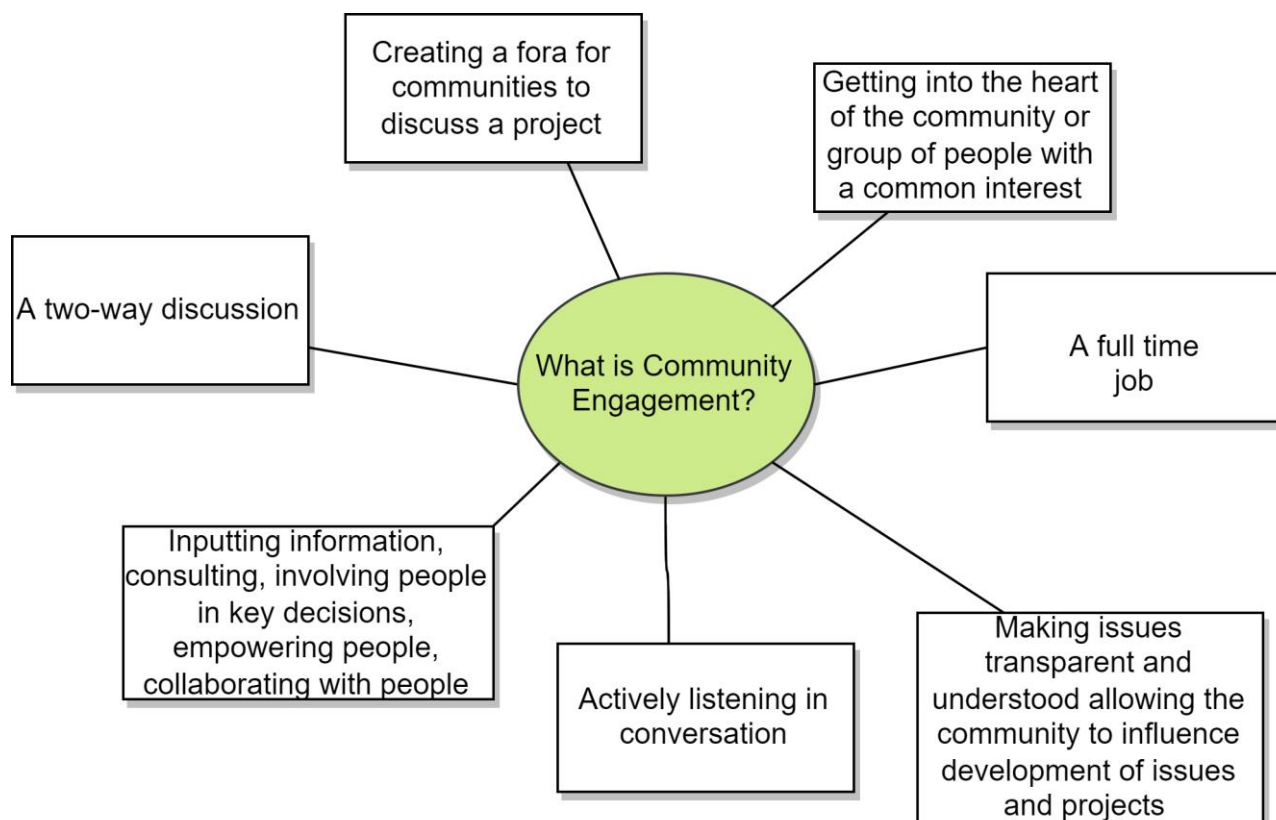 Creating a fora for
communities to
discuss a project
Getting into the heart
of the community or
group of people with
a common interest
A two-way discussion
What is Community
Engagement?
A full time
job
Inputting information,
consulting, involving people
in key decisions,
empowering people,
collaborating with people
Actively listening in
conversation
Making issues
transparent and
understood allowing the
community to influence
development of issues
and projects